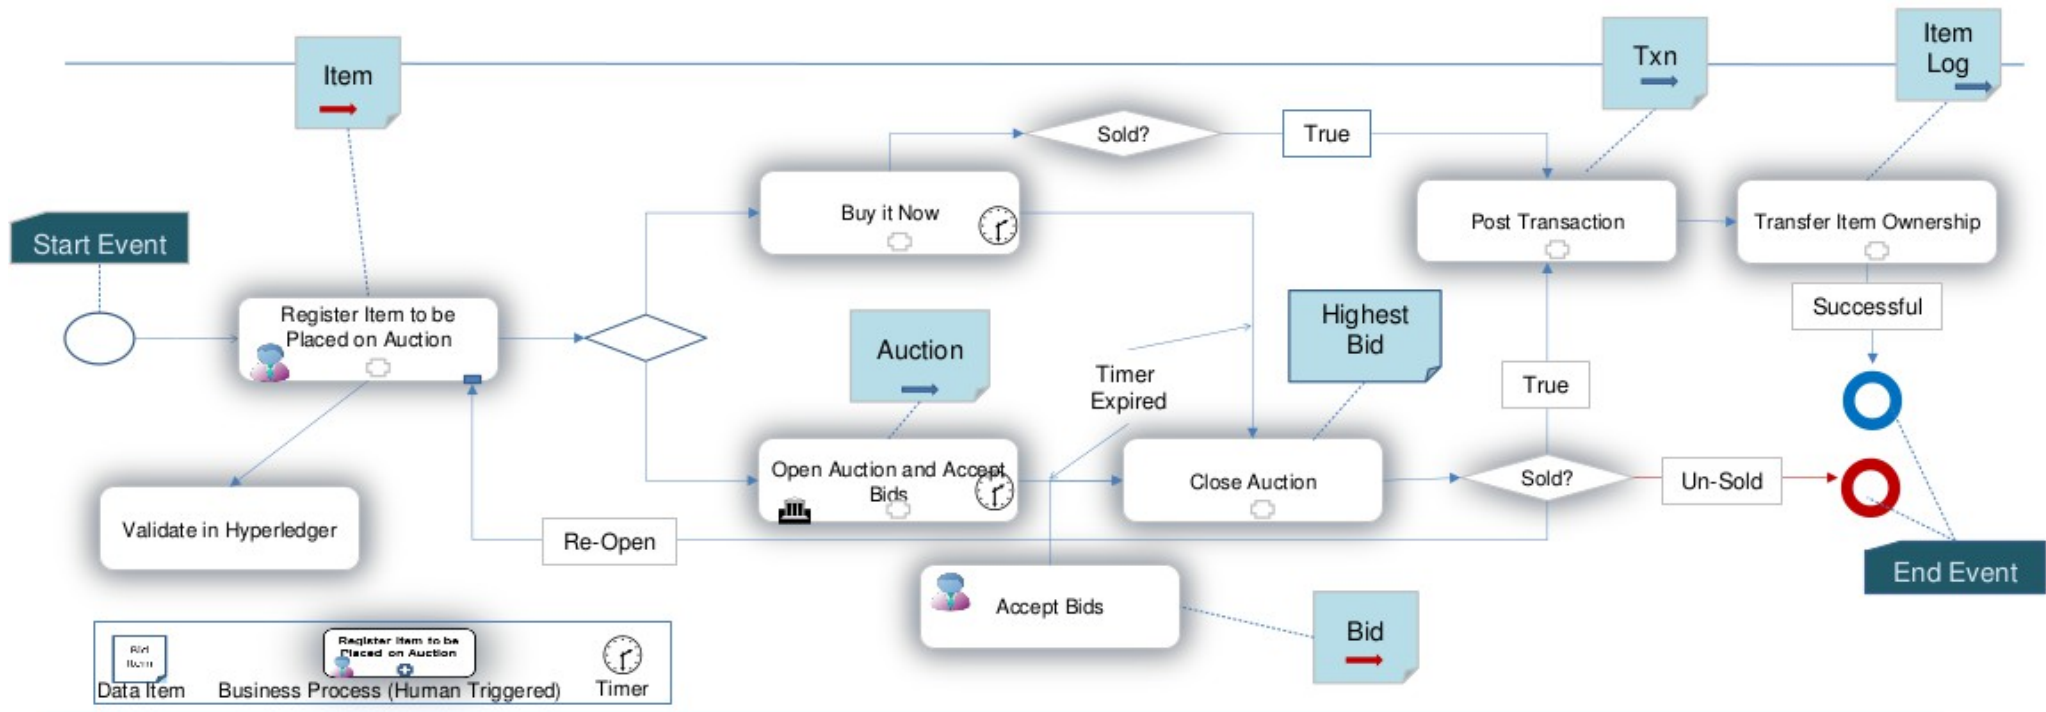 Item
Txn
Item
Log
Sold?
True
Start Event
Buy it Now
Post Transaction
Transfer Item Ownership
Register Item to be
Placed on Auction
Auction
Highest
Bid
Successful
Timer
Expired
True
Open Auction and Accept
Bids
Close Auction
Sold?
Un-Sold
Validate in Hyperledger
Re-Open
End Event
Accept Bids
Bid
Bid
Item
Data Item
Register Item to be
Placed on Auction
Business Process (Human Triggered)
Timer